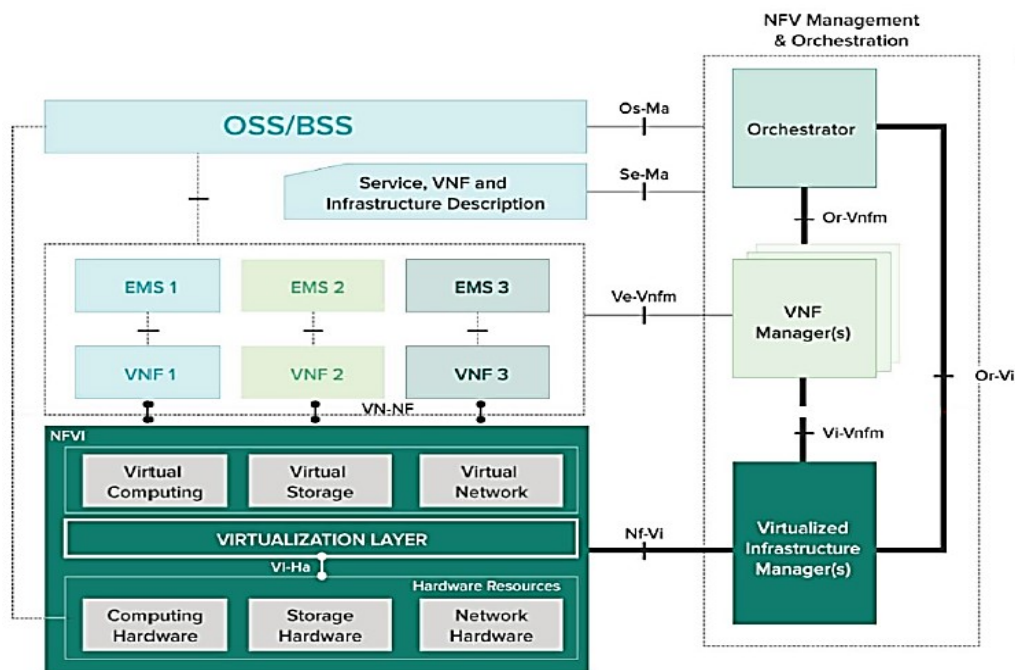 NFV Management
& Orchestration
OSS/BSS
Os-Ma
Orchestrator
Service, VNF and
Infrastructure Description
Se-Ma
Or-Vnfm
EMS 1
EMS 2
EMS 3
Ve-Vnfm
VNF
Manager(s)
VNF 1
VNF 2
VNF 3
Or-Vi
VN-NF
Vi-Vnfm
NFVI
Virtual
Computing
Virtual
Storage
Virtual
Network
VIRTUALIZATION LAYER
Nf-Vi
Virtualized
Infrastructure
Manager(s)
VI-Ha
Hardware Resources
Computing
Hardware
Storage
Hardware
Network
Hardware